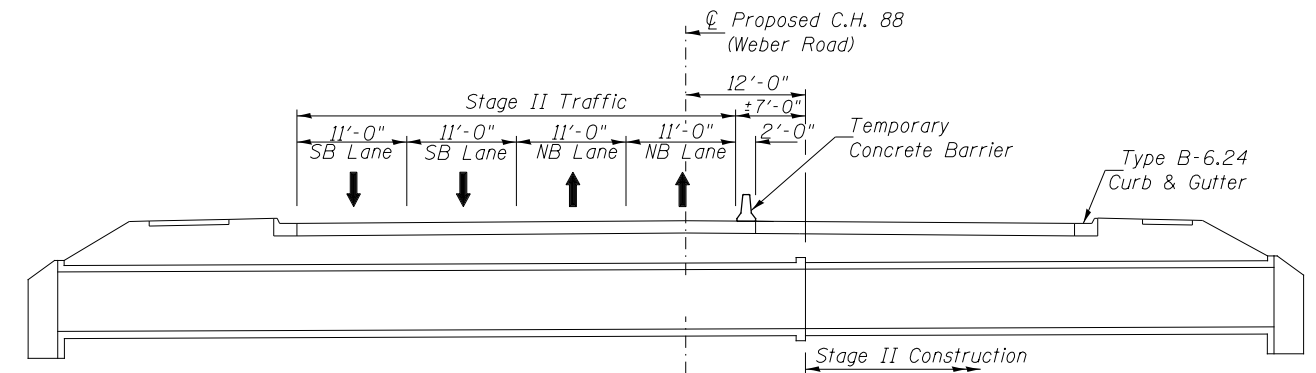 ℄ Proposed C.H. 88
(Weber Road)
12'-0"
Stage II Traffic
±7'-0"
11'-0" 11'-0" 11'-0" 11'-0" 2'-0"
SB Lane SB Lane NB Lane NB Lane
Temporary
Concrete Barrier
Type B-6.24
Curb & Gutter
Stage II Construction